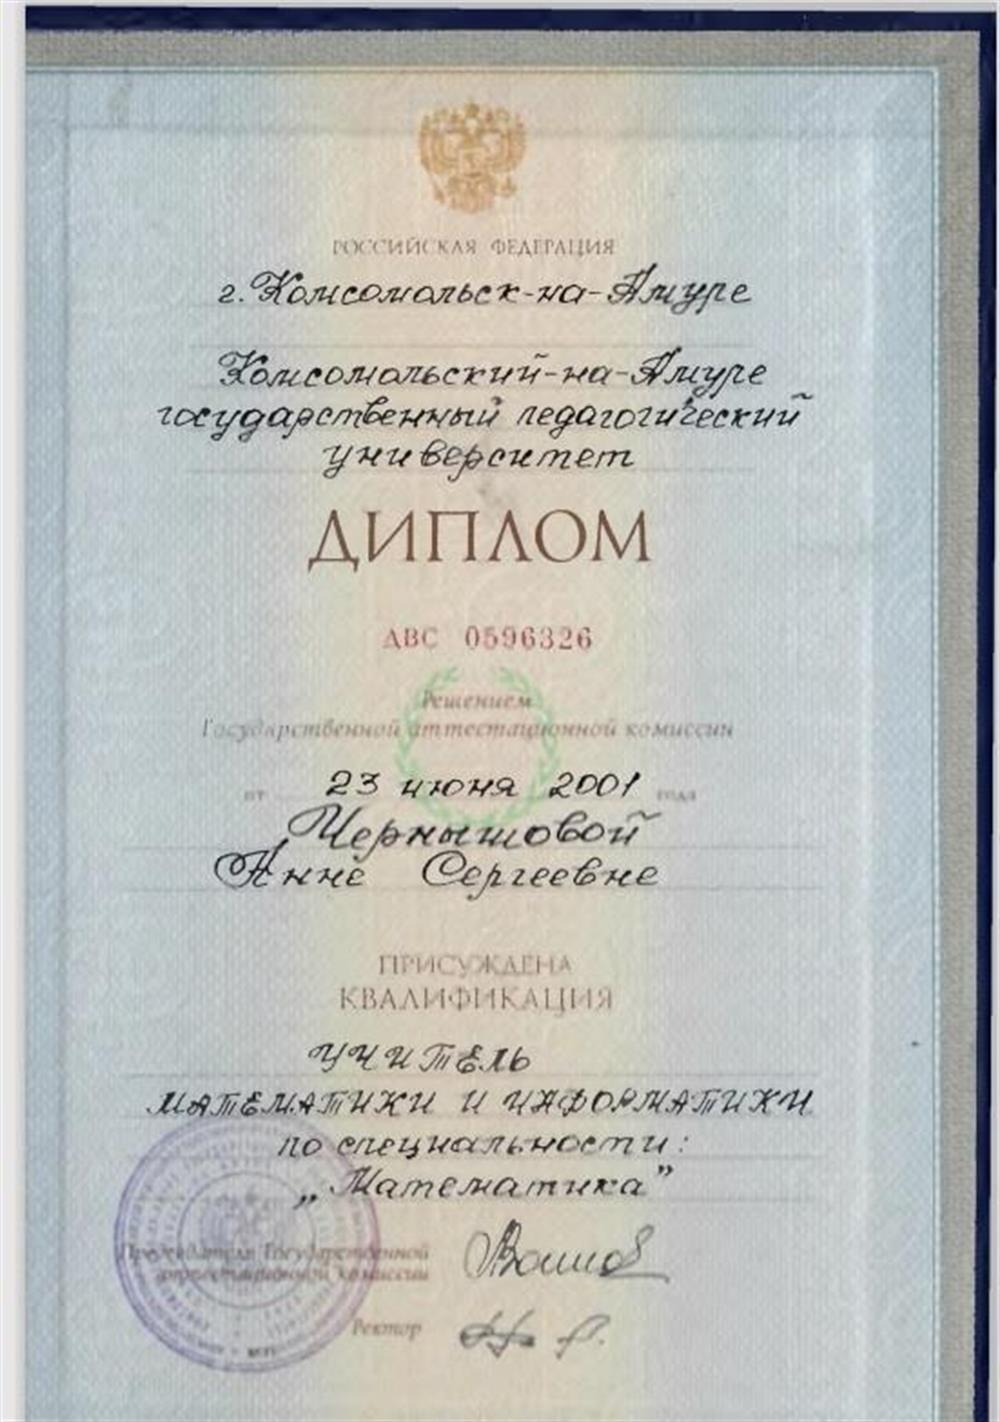 РОССИЙСКАЯ ФЕДЕРАЦИЯ
г. Комсомольск-на-Амуре
Комсомольский-на-Амуре
государственный педагогический
университет
ДИПЛОМ
ДВС 0596326
Решением
Государственной аттестационной комиссии
от 23 июня 2001 года
Чернышовой
Анне Сергеевне
ПРИСУЖДЕНА
КВАЛИФИКАЦИЯ
УЧИТЕЛЬ
МАТЕМАТИКИ И ИНФОРМАТИКИ
по специальности:
„Математика”
Председатель Государственной
аттестационной комиссии
Ректор